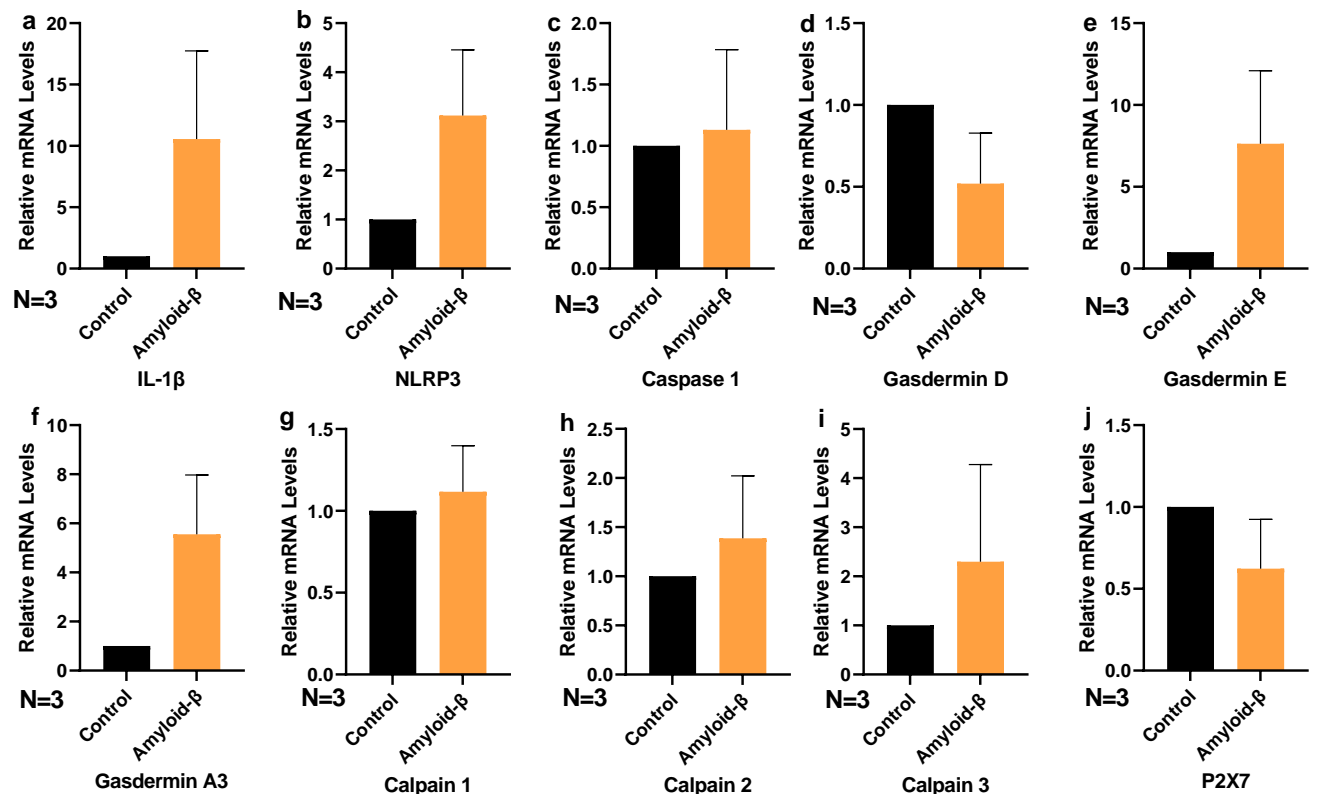 a
Relative mRNA Levels
20
15
10
5
0
N=3
Control
Amyloid-β
IL-1β
b
Relative mRNA Levels
5
4
3
2
1
0
N=3
Control
Amyloid-β
NLRP3
c
Relative mRNA Levels
2.0
1.5
1.0
0.5
0.0
N=3
Control
Amyloid-β
Caspase 1
d
Relative mRNA Levels
1.5
1.0
0.5
0.0
N=3
Control
Amyloid-β
Gasdermin D
e
Relative mRNA Levels
15
10
5
0
N=3
Control
Amyloid-β
Gasdermin E
f
Relative mRNA Levels
10
8
6
4
2
0
N=3
Control
Amyloid-β
Gasdermin A3
g
Relative mRNA Levels
1.5
1.0
0.5
0.0
N=3
Control
Amyloid-β
Calpain 1
h
Relative mRNA Levels
2.5
2.0
1.5
1.0
0.5
0.0
N=3
Control
Amyloid-β
Calpain 2
i
Relative mRNA Levels
5
4
3
2
1
0
N=3
Control
Amyloid-β
Calpain 3
j
Relative mRNA Levels
1.5
1.0
0.5
0.0
N=3
Control
Amyloid-β
P2X7